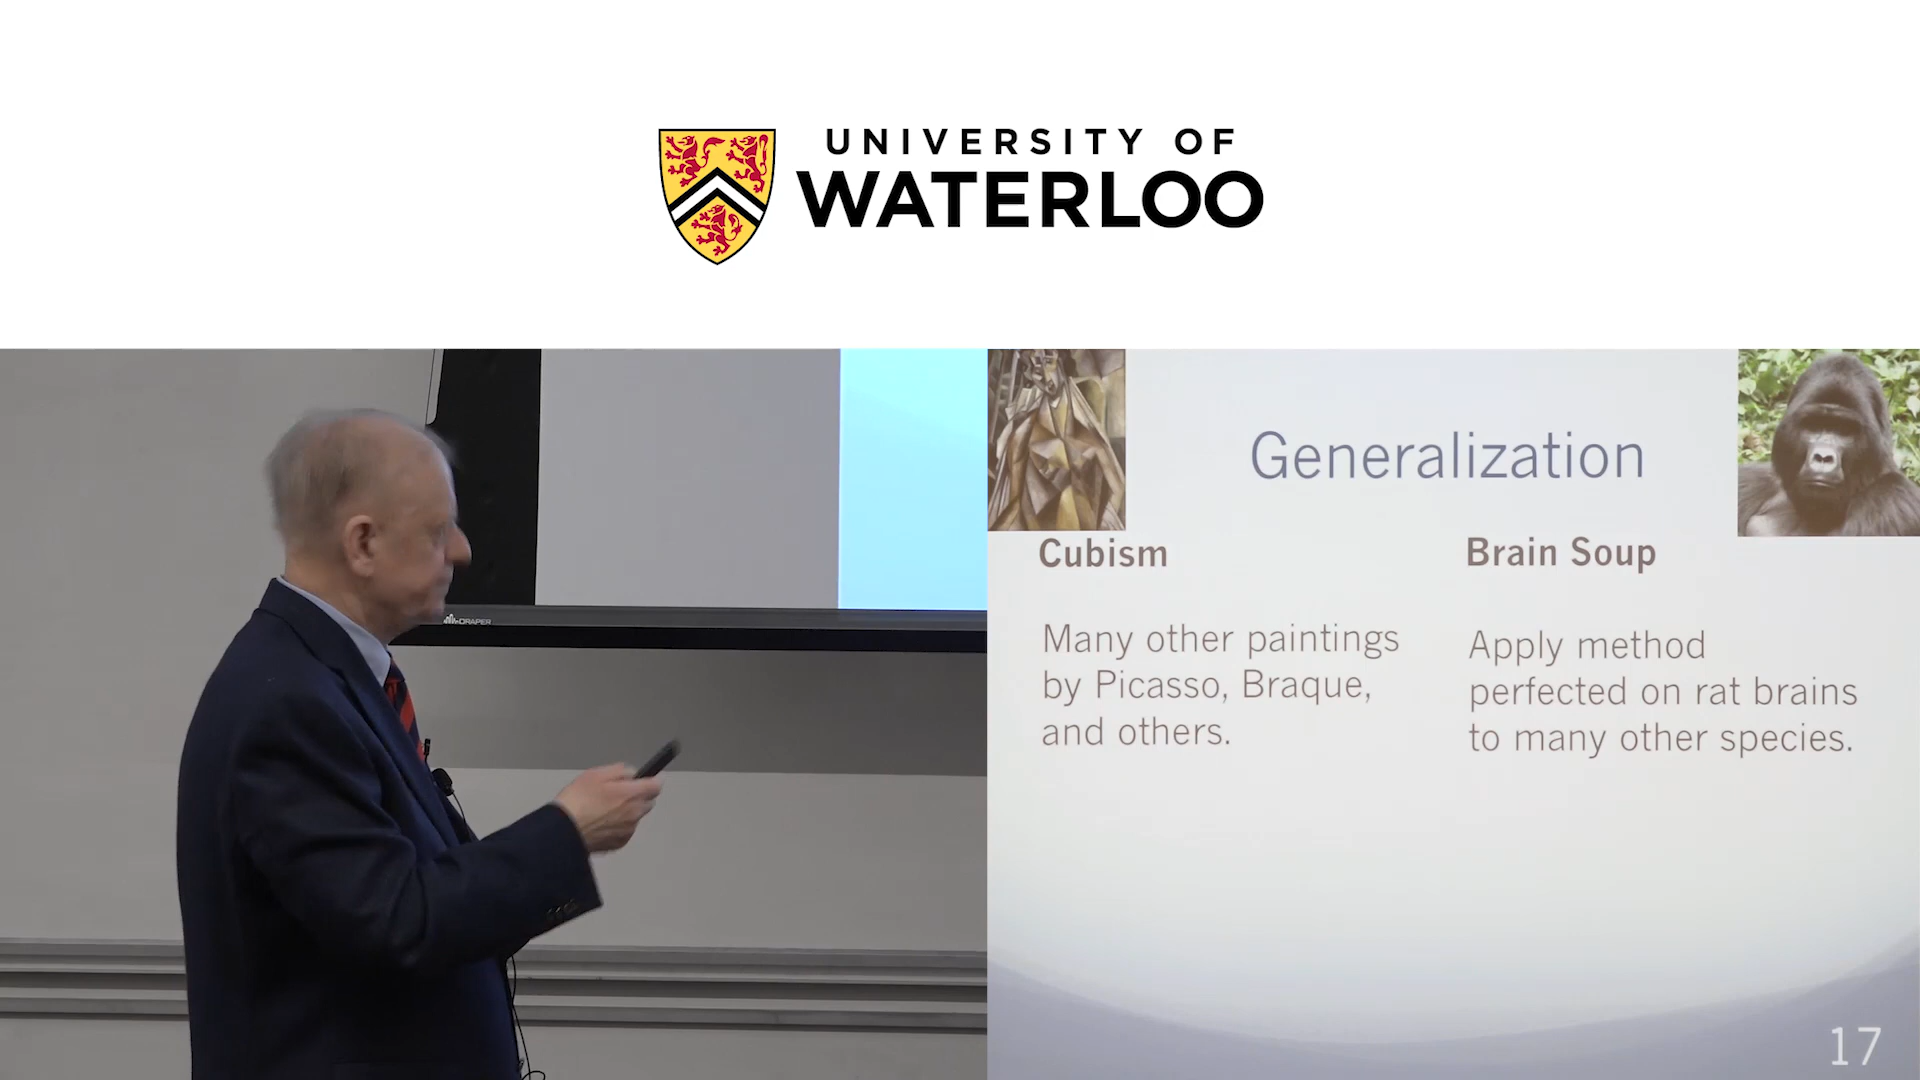 UNIVERSITY OF
WATERLOO
DRAPER
Generalization
Cubism
Many other paintings
by Picasso, Braque,
and others.
Brain Soup
Apply method
perfected on rat brains
to many other species.
17